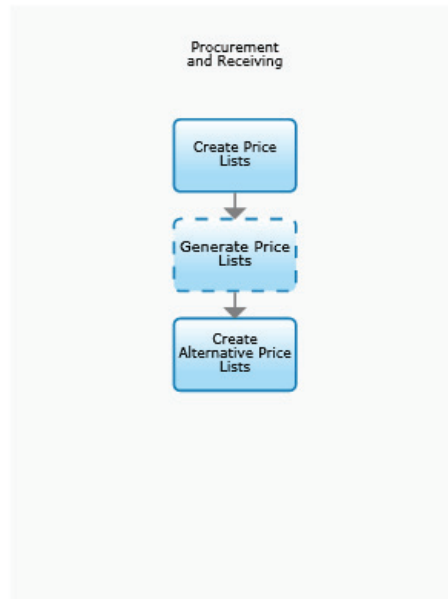 Procurement
and Receiving
Create Price
Lists
Generate Price
Lists
Create
Alternative Price
Lists